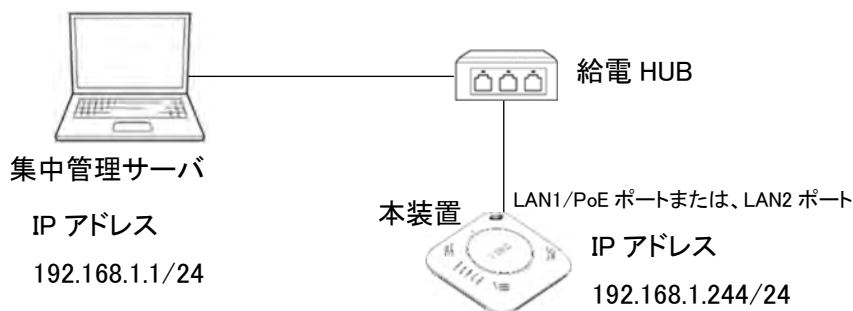 給電 HUB
集中管理サーバ
IP アドレス
192.168.1.1/24
本装置
LAN1/PoE ポートまたは、LAN2 ポート
IP アドレス
192.168.1.244/24